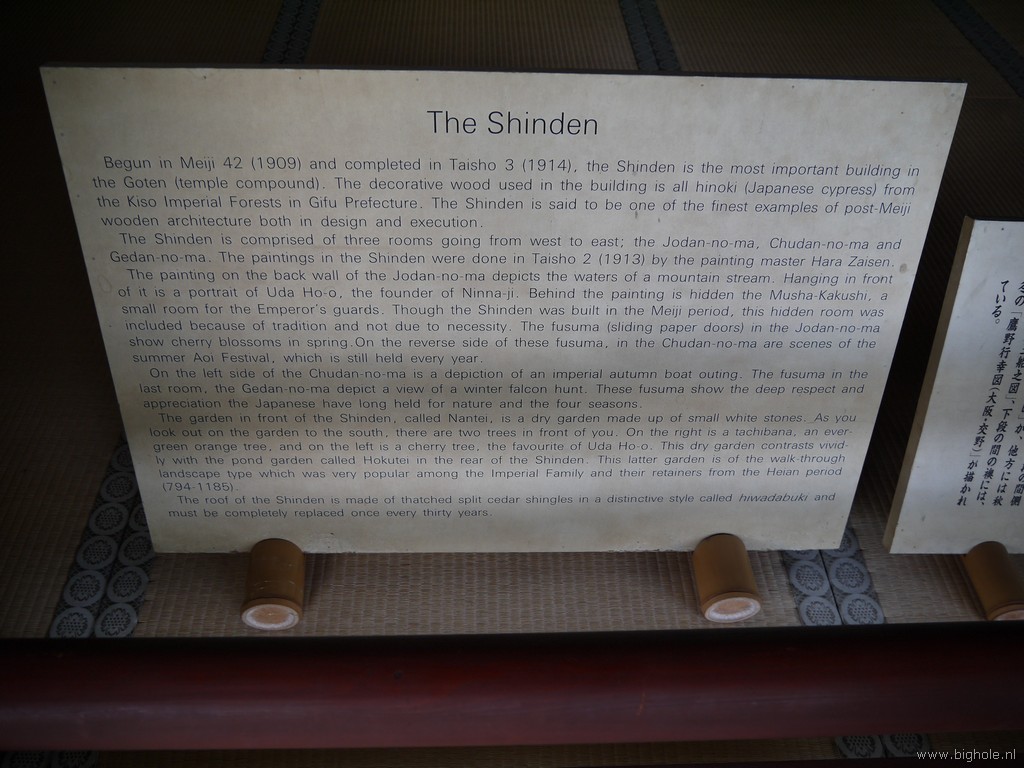 The Shinden
Begun in Meiji 42 (1909) and completed in Taisho 3 (1914), the Shinden is the most important building in
the Goten (temple compound). The decorative wood used in the building is all hinoki (Japanese cypress) from
the Kiso Imperial Forests in Gifu Prefecture. The Shinden is said to be one of the finest examples of post-Meiji
wooden architecture both in design and execution.
The Shinden is comprised of three rooms going from west to east; the Jodan-no-ma, Chudan-no-ma and
Gedan-no-ma. The paintings in the Shinden were done in Taisho 2 (1913) by the painting master Hara Zaisen.
The painting on the back wall of the Jodan-no-ma depicts the waters of a mountain stream. Hanging in front
of it is a portrait of Uda Ho-o, the founder of Ninna-ji. Behind the painting is hidden the Musha-Kakushi, a
small room for the Emperor's guards. Though the Shinden was built in the Meiji period, this hidden room was
included because of tradition and not due to necessity. The fusuma (sliding paper doors) in the Jodan-no-ma
show cherry blossoms in spring.On the reverse side of these fusuma, in the Chudan-no-ma are scenes of the
summer Aoi Festival, which is still held every year.
On the left side of the Chudan-no-ma is a depiction of an imperial autumn boat outing. The fusuma in the
last room, the Gedan-no-ma depict a view of a winter falcon hunt. These fusuma show the deep respect and
appreciation the Japanese have long held for nature and the four seasons.
The garden in front of the Shinden, called Nantei, is a dry garden made up of small white stones. As you
look out on the garden to the south, there are two trees in front of you. On the right is a tachibana, an ever-
green orange tree, and on the left is a cherry tree, the favourite of Uda Ho-o. This dry garden contrasts vivid-
ly with the pond garden called Hokutei in the rear of the Shinden. This latter garden is of the walk-through
landscape type which was very popular among the Imperial Family and their retainers from the Heian period
(794-1185).
The roof of the Shinden is made of thatched split cedar shingles in a distinctive style called hiwadabuki and
must be completely replaced once every thirty years.
冬の「鷹野行幸図(大阪・交野)」が描かれ
ている。
www.bighole.nl